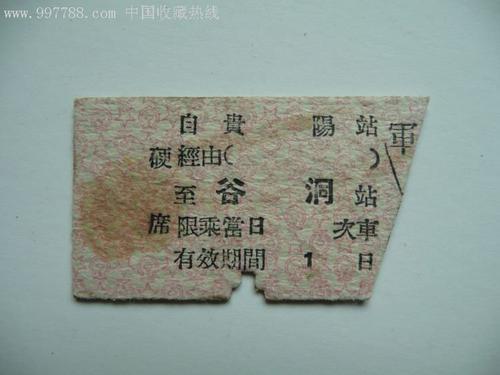 www.997788.com 中国收藏热线
自貴 陽站
軍
硬經由( )
至谷 洞站
席限乘當日 次車
有效期間 1 日